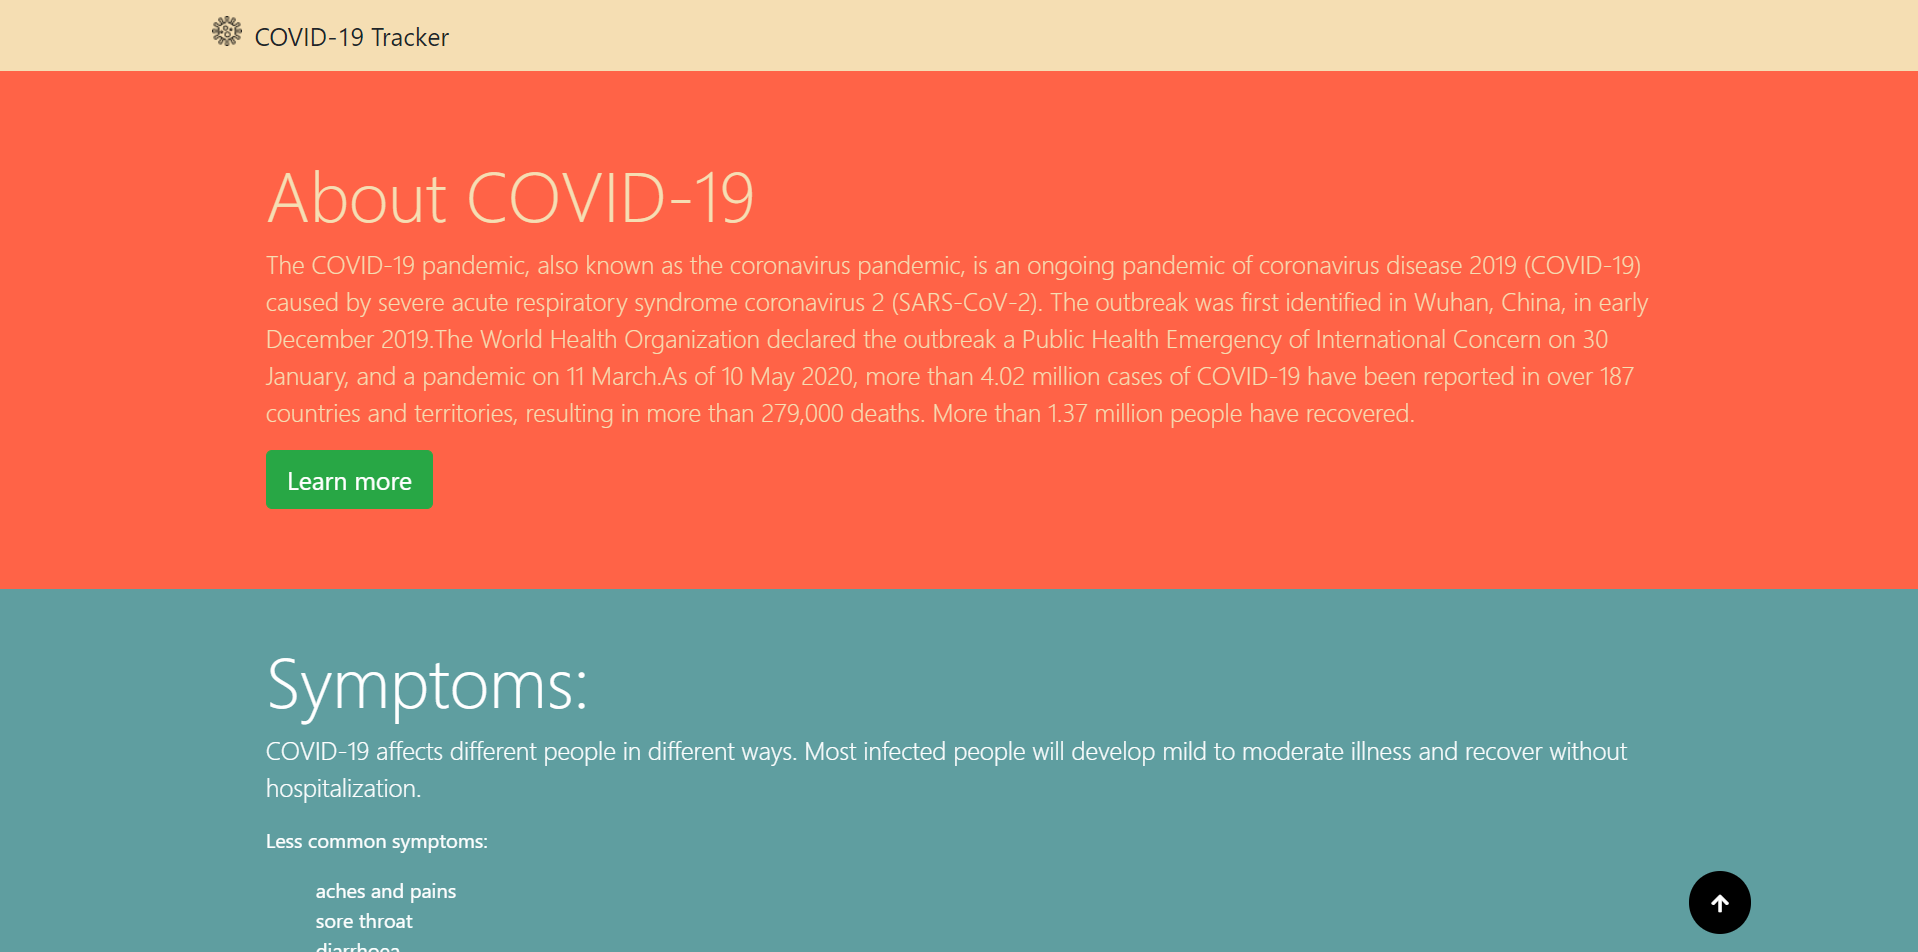 COVID-19 Tracker
About COVID-19
The COVID-19 pandemic, also known as the coronavirus pandemic, is an ongoing pandemic of coronavirus disease 2019 (COVID-19)
caused by severe acute respiratory syndrome coronavirus 2 (SARS-CoV-2). The outbreak was first identified in Wuhan, China, in early
December 2019.The World Health Organization declared the outbreak a Public Health Emergency of International Concern on 30
January, and a pandemic on 11 March.As of 10 May 2020, more than 4.02 million cases of COVID-19 have been reported in over 187
countries and territories, resulting in more than 279,000 deaths. More than 1.37 million people have recovered.
Learn more
Symptoms:
COVID-19 affects different people in different ways. Most infected people will develop mild to moderate illness and recover without
hospitalization.
Less common symptoms:
aches and pains
sore throat
diarrhoea